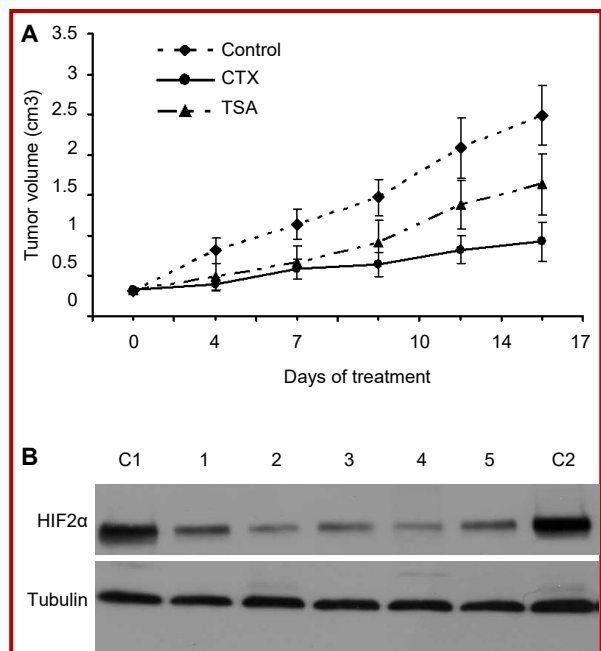 A
Tumor volume (cm3)
3.5
3
2.5
2
1.5
1
0.5
0
Control
CTX
TSA
0 4 7 10 14 17
Days of treatment
B
C1 1 2 3 4 5 C2
HIF2α
Tubulin